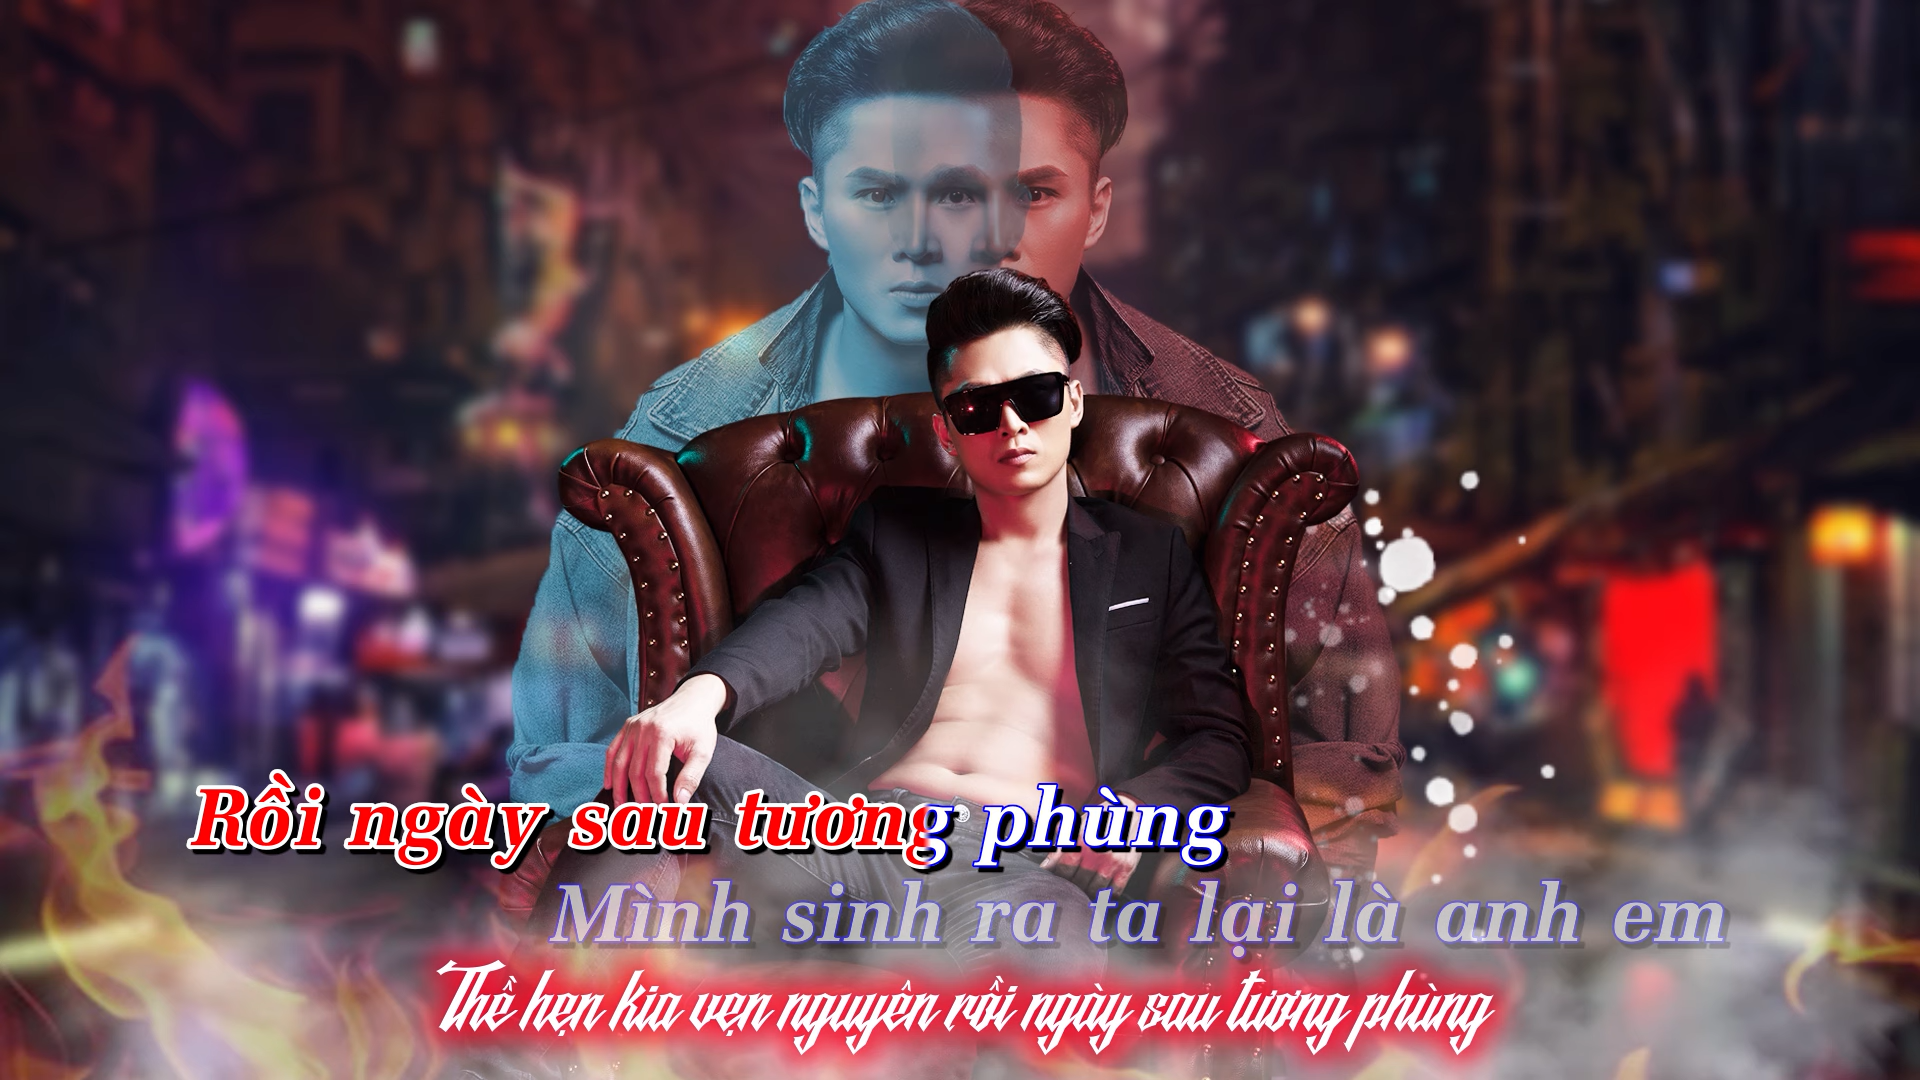 Rồi ngày sau tương phùng
Mình sinh ra ta lại là anh em
Thề hẹn kia vẹn nguyên rồi ngày sau tương phùng